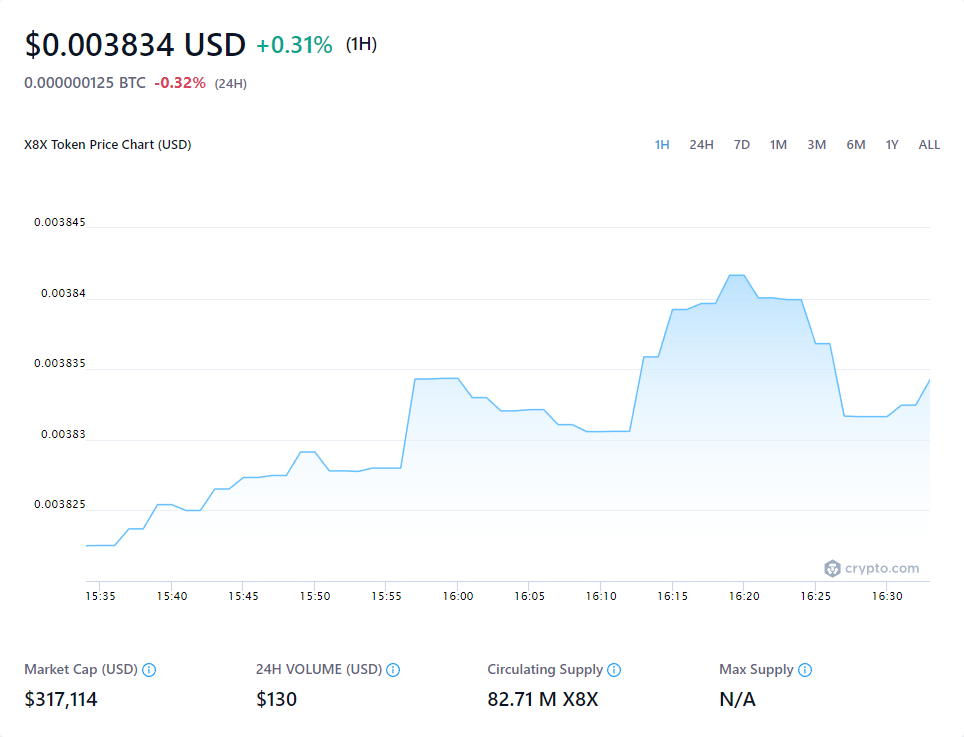 $0.003834 USD +0.31% (1H)
0.000000125 BTC -0.32% (24H)
X8X Token Price Chart (USD)
1H 24H 7D 1M 3M 6M 1Y ALL
0.003845
0.00384
0.003835
0.00383
0.003825
crypto.com
15:35 15:40 15:45 15:50 15:55 16:00 16:05 16:10 16:15 16:20 16:25 16:30
Market Cap (USD) 24H VOLUME (USD) Circulating Supply Max Supply
$317,114 $130 82.71 M X8X N/A